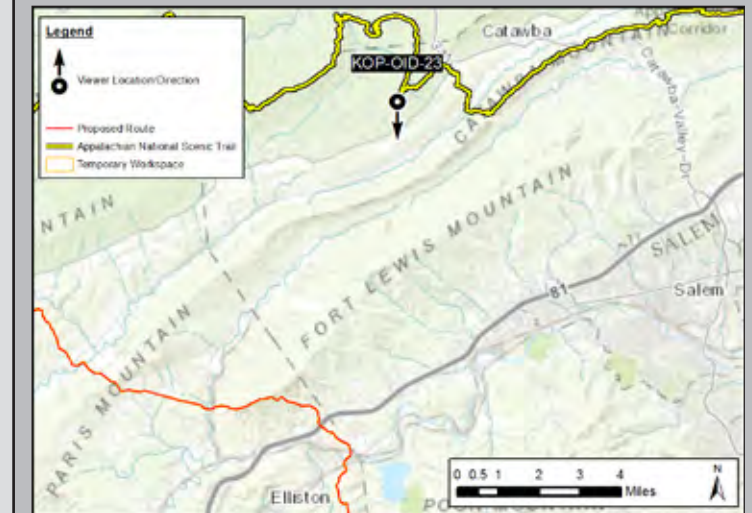 Legend
Viewer Location/Direction
Proposed Route
Appalachian National Scenic Trail
Temporary Workspace
Catawba
Corridor
KOP-OID-23
CATAWBA MOUNTAIN
Catawba-Valley-Dr
NTAIN
FORT LEWIS MOUNTAIN
SALEM
81
Salem
PARIS MOUNTAIN
Elliston
0 0.5 1 2 3 4
Miles
N